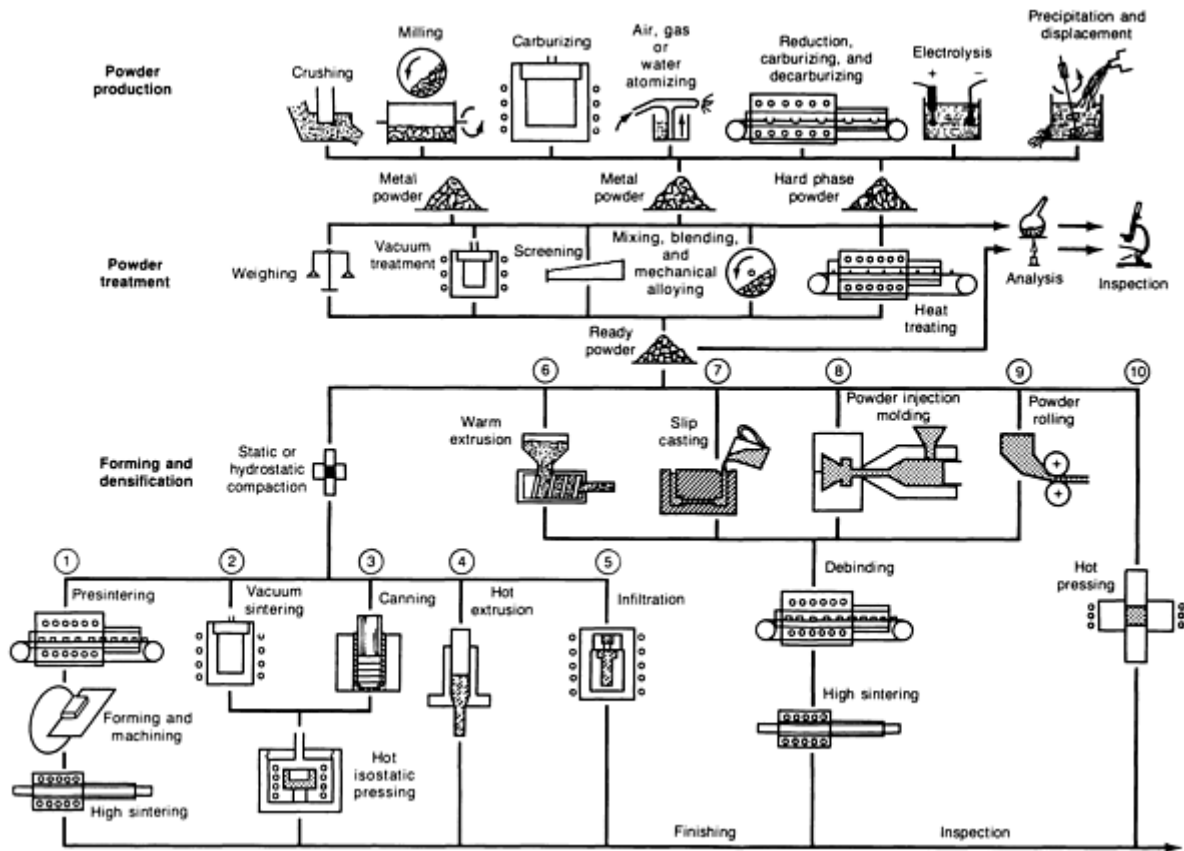 Powder
production
Crushing
Milling
Carburizing
Air, gas
or
water
atomizing
Reduction,
carburizing, and
decarburizing
Electrolysis
+
−
Precipitation and
displacement
Metal
powder
Metal
powder
Hard phase
powder
Powder
treatment
Weighing
Vacuum
treatment
Screening
Mixing, blending,
and
mechanical
alloying
Heat
treating
Analysis
Inspection
Ready
powder
6
7
8
9
10
Forming and
densification
Static or
hydrostatic
compaction
Warm
extrusion
Slip
casting
Powder injection
molding
Powder
rolling
+
+
1
2
3
4
5
Presintering
Vacuum
sintering
Canning
Hot
extrusion
Infiltration
Debinding
Hot
pressing
Forming and
machining
Hot
isostatic
pressing
High sintering
High sintering
Finishing
Inspection